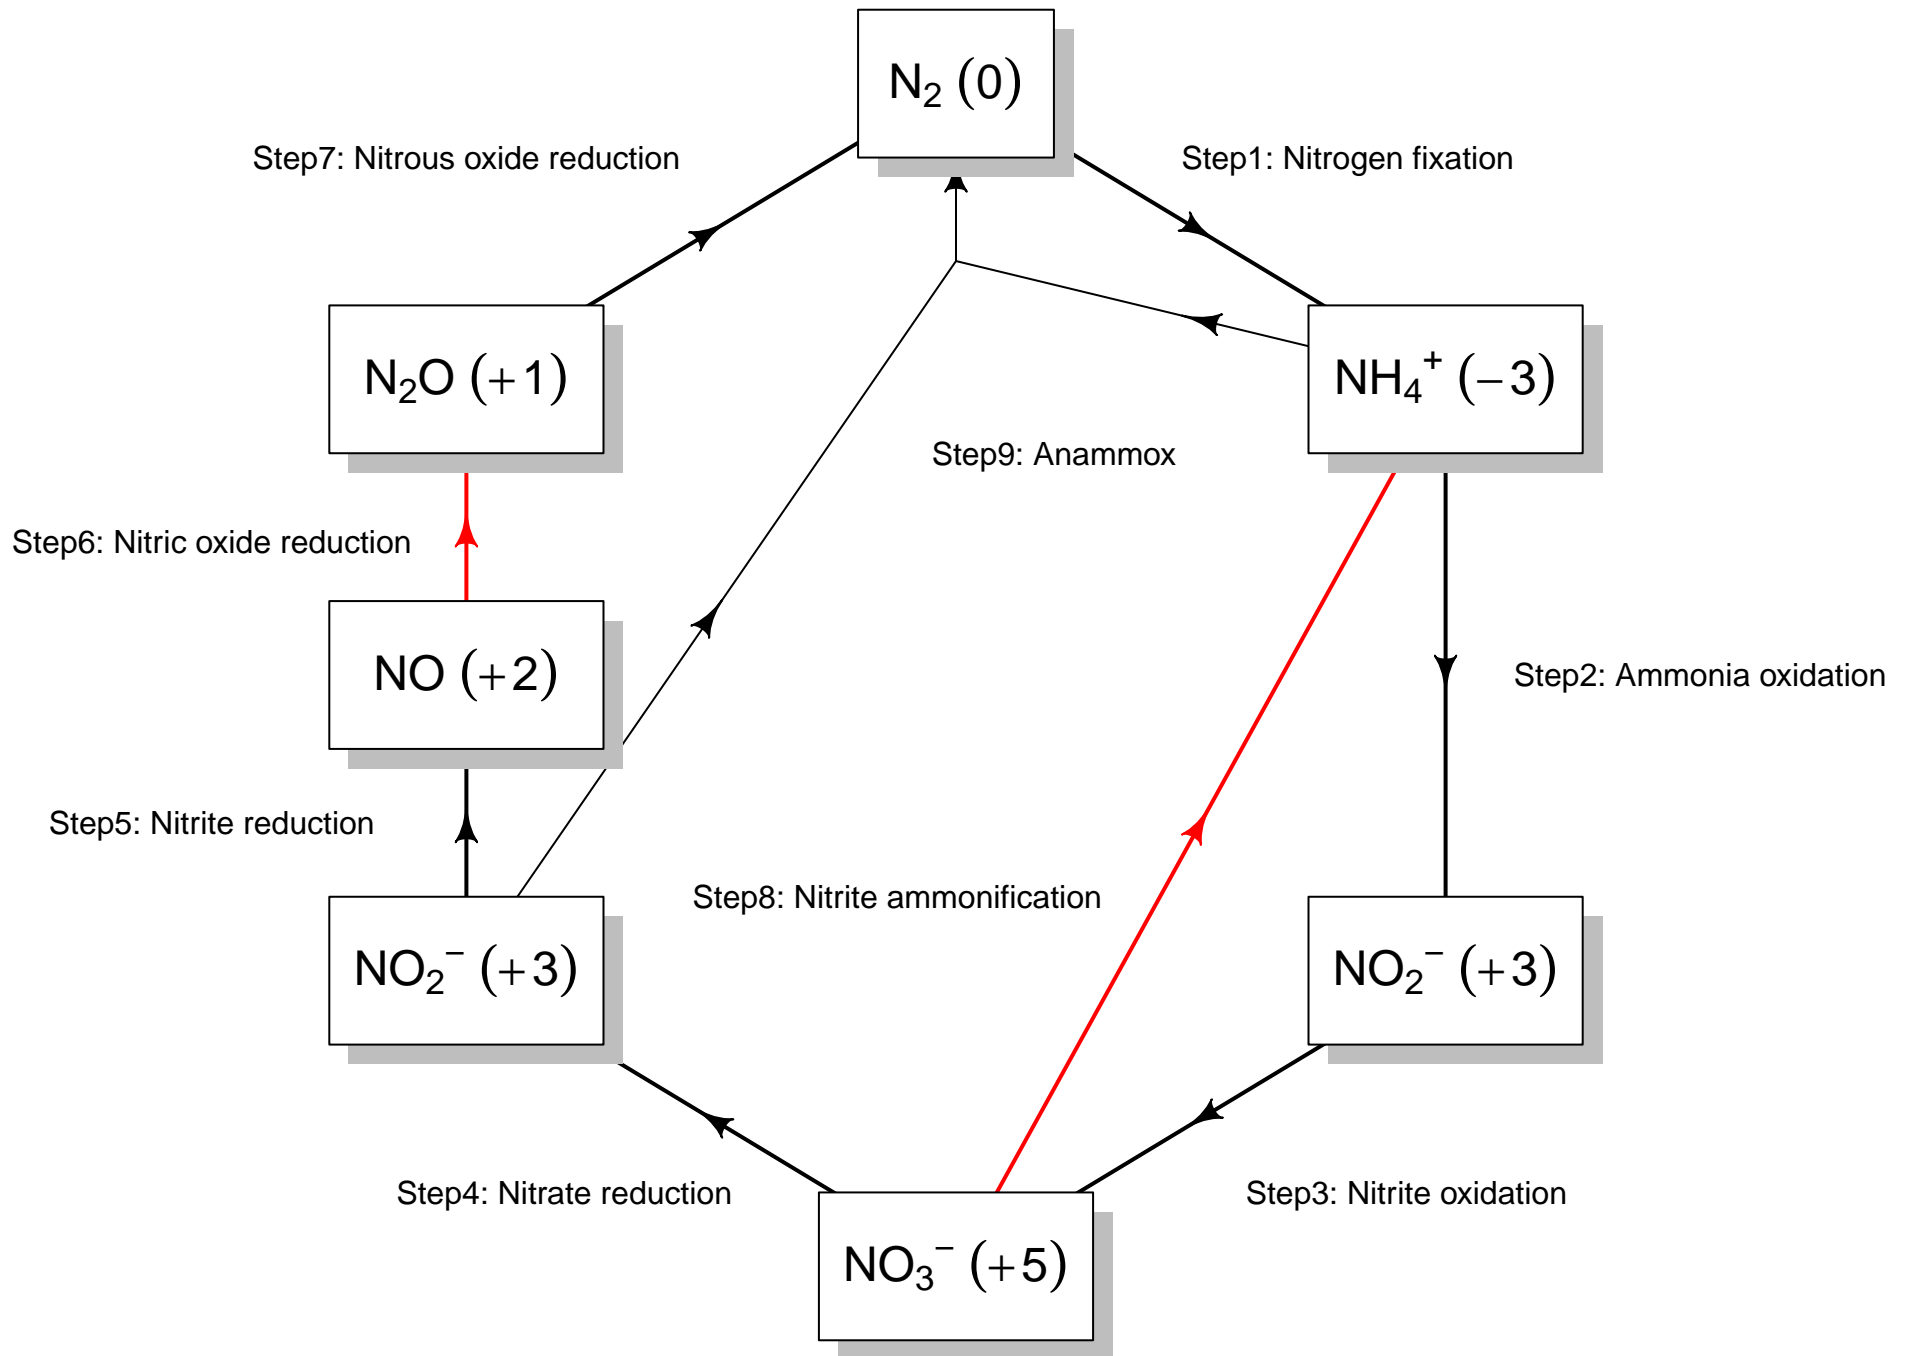 N₂ (0)
Step7: Nitrous oxide reduction
Step1: Nitrogen fixation
N₂O (+1)
NH₄⁺ (−3)
Step9: Anammox
Step6: Nitric oxide reduction
NO (+2)
Step2: Ammonia oxidation
Step5: Nitrite reduction
Step8: Nitrite ammonification
NO₂⁻ (+3)
NO₂⁻ (+3)
Step4: Nitrate reduction
Step3: Nitrite oxidation
NO₃⁻ (+5)